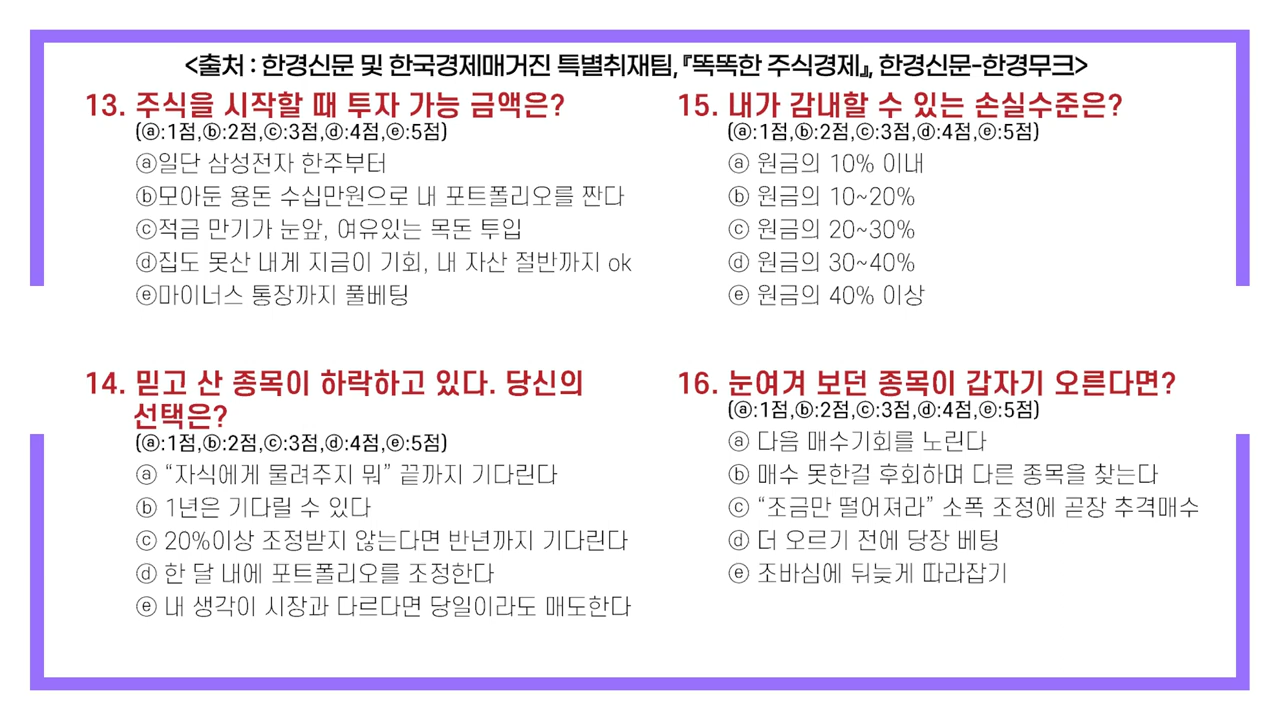 <출처 : 한경신문 및 한국경제매거진 특별취재팀, 『똑똑한 주식경제』, 한경신문-한경무크>
13. 주식을 시작할 때 투자 가능 금액은?
(ⓐ:1점,ⓑ:2점,ⓒ:3점,ⓓ:4점,ⓔ:5점)
ⓐ일단 삼성전자 한주부터
ⓑ모아둔 용돈 수십만원으로 내 포트폴리오를 짠다
ⓒ적금 만기가 눈앞, 여유있는 목돈 투입
ⓓ집도 못산 내게 지금이 기회, 내 자산 절반까지 ok
ⓔ마이너스 통장까지 풀베팅
14. 믿고 산 종목이 하락하고 있다. 당신의
선택은?
(ⓐ:1점,ⓑ:2점,ⓒ:3점,ⓓ:4점,ⓔ:5점)
ⓐ “자식에게 물려주지 뭐” 끝까지 기다린다
ⓑ 1년은 기다릴 수 있다
ⓒ 20%이상 조정받지 않는다면 반년까지 기다린다
ⓓ 한 달 내에 포트폴리오를 조정한다
ⓔ 내 생각이 시장과 다르다면 당일이라도 매도한다
15. 내가 감내할 수 있는 손실수준은?
(ⓐ:1점,ⓑ:2점,ⓒ:3점,ⓓ:4점,ⓔ:5점)
ⓐ 원금의 10% 이내
ⓑ 원금의 10~20%
ⓒ 원금의 20~30%
ⓓ 원금의 30~40%
ⓔ 원금의 40% 이상
16. 눈여겨 보던 종목이 갑자기 오른다면?
(ⓐ:1점,ⓑ:2점,ⓒ:3점,ⓓ:4점,ⓔ:5점)
ⓐ 다음 매수기회를 노린다
ⓑ 매수 못한걸 후회하며 다른 종목을 찾는다
ⓒ “조금만 떨어져라” 소폭 조정에 곧장 추격매수
ⓓ 더 오르기 전에 당장 베팅
ⓔ 조바심에 뒤늦게 따라잡기